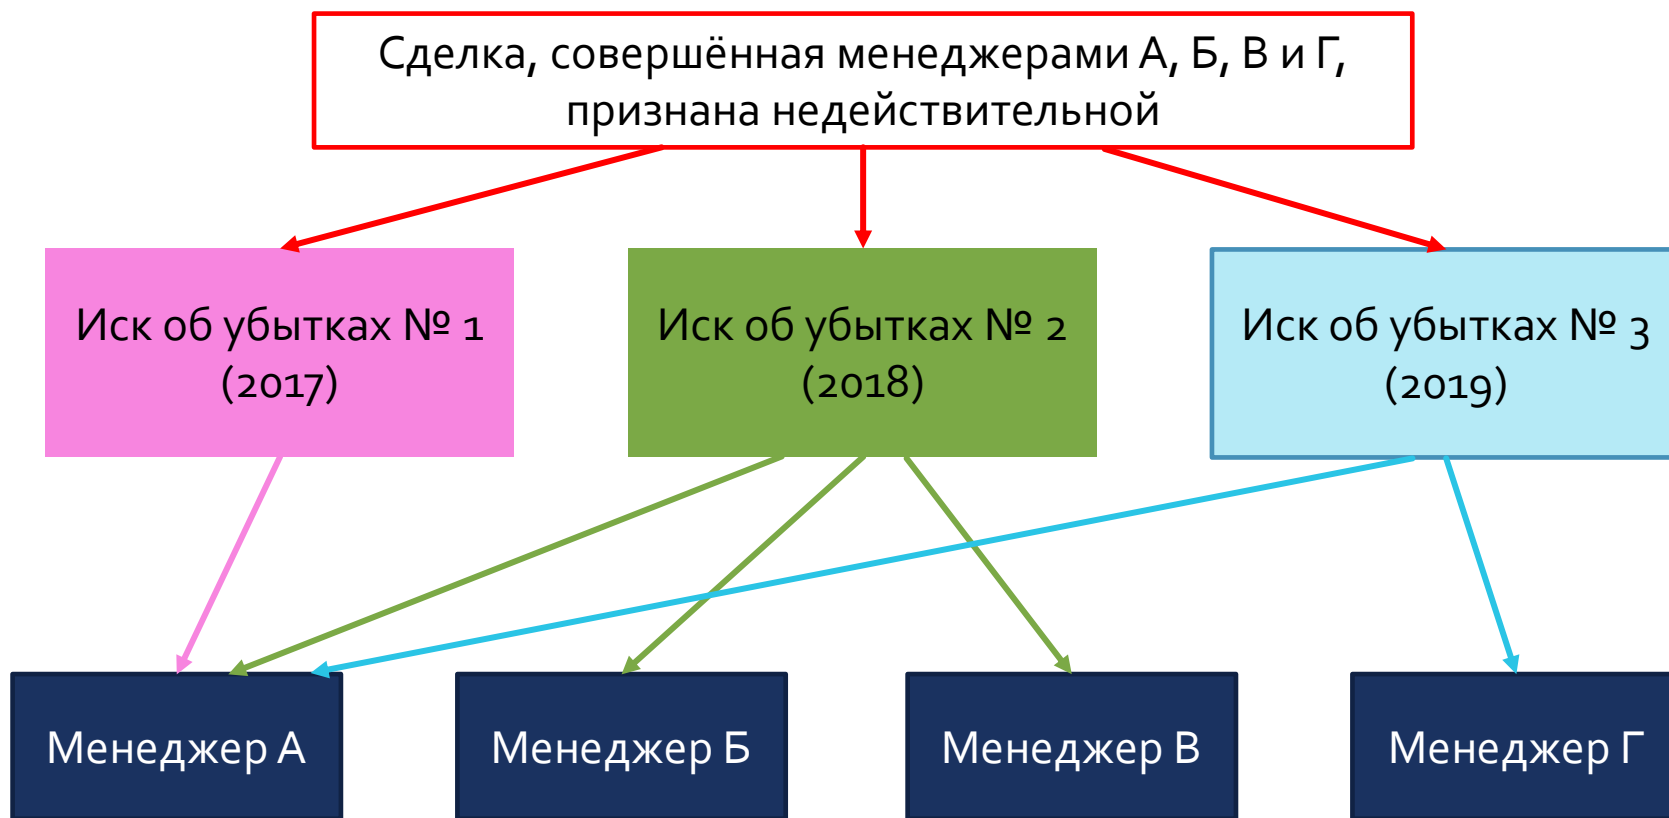 Сделка, совершённая менеджерами А, Б, В и Г,
признана недействительной
Иск об убытках № 1
(2017)
Иск об убытках № 2
(2018)
Иск об убытках № 3
(2019)
Менеджер А
Менеджер Б
Менеджер В
Менеджер Г